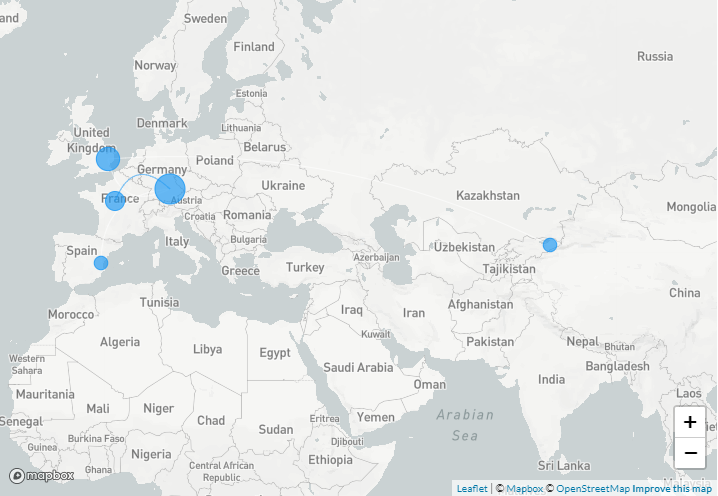 and
Sweden
Finland
Russia
Norway
Estonia
Denmark
Lithuania
United
Kingdom
Belarus
Poland
Germany
Ukraine
Kazakhstan
France
Austria
Mongolia
Croatia
Romania
Italy
Bulgaria
Uzbekistan
Spain
Azerbaijan
Greece
Turkey
Tajikistan
China
Tunisia
Morocco
Afghanistan
Iraq
Iran
Kuwait
Algeria
Libya
Egypt
Pakistan
Nepal
Bhutan
Western
Sahara
Saudi Arabia
Bangladesh
India
Oman
Mauritania
Laos
Mali
Niger
Chad
Eritrea
Yemen
Arabian
Sea
Senegal
Sudan
Burkina Faso
Djibouti
Guinea
Nigeria
Ethiopia
Central
African
Republic
Ghana
Sri Lanka
+
−
mapbox
Malaysia
Leaflet | © Mapbox © OpenStreetMap Improve this map